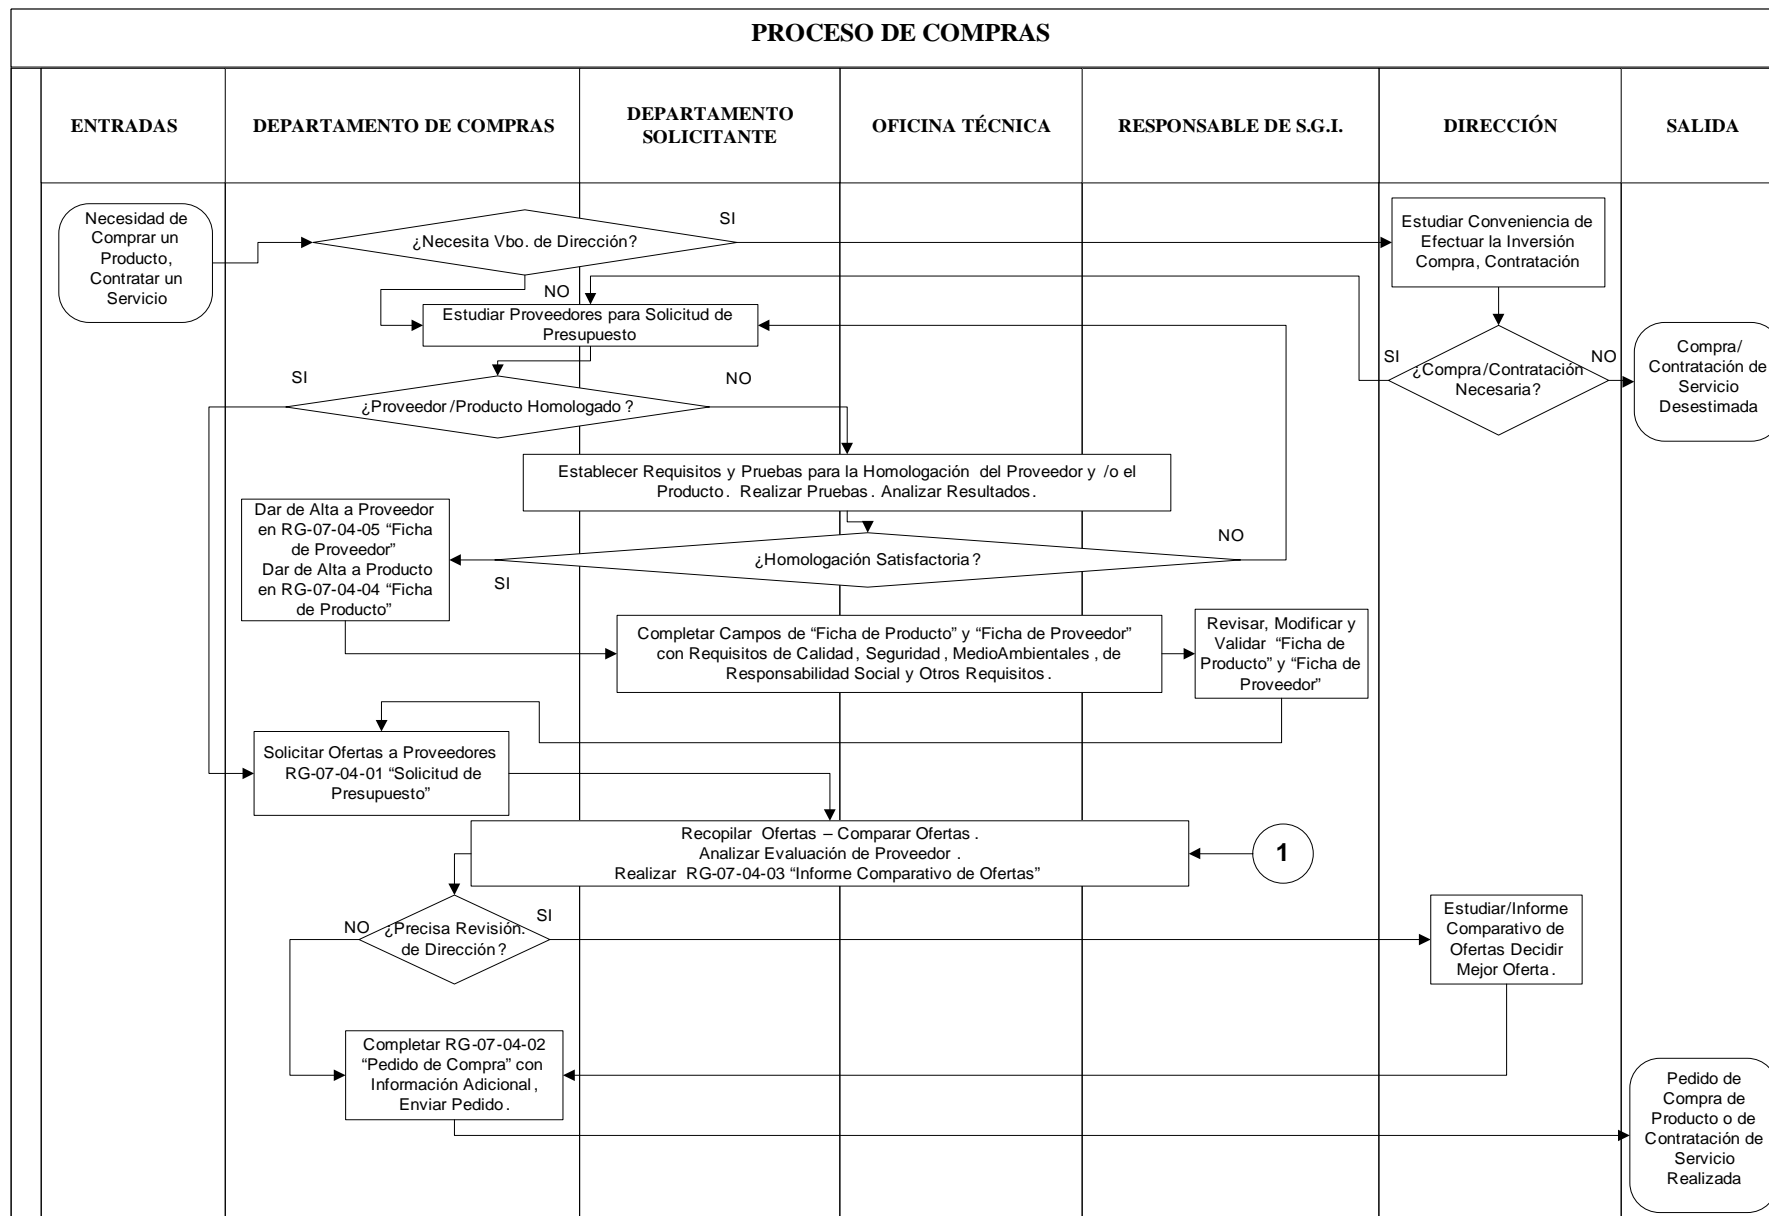 PROCESO DE COMPRAS
ENTRADAS
DEPARTAMENTO DE COMPRAS
DEPARTAMENTO
SOLICITANTE
OFICINA TÉCNICA
RESPONSABLE DE S.G.I.
DIRECCIÓN
SALIDA
Necesidad de
Comprar un
Producto,
Contratar un
Servicio
¿Necesita Vbo. de Dirección?
SI
NO
Estudiar Conveniencia de
Efectuar la Inversión
Compra, Contratación
Estudiar Proveedores para Solicitud de
Presupuesto
SI
¿Compra/Contratación
Necesaria?
NO
Compra/
Contratación de
Servicio
Desestimada
SI
¿Proveedor/Producto Homologado?
NO
Establecer Requisitos y Pruebas para la Homologación del Proveedor y /o el
Producto. Realizar Pruebas. Analizar Resultados.
Dar de Alta a Proveedor
en RG-07-04-05 “Ficha
de Proveedor”
Dar de Alta a Producto
en RG-07-04-04 “Ficha
de Producto”
SI
¿Homologación Satisfactoria?
NO
Completar Campos de “Ficha de Producto” y “Ficha de Proveedor”
con Requisitos de Calidad, Seguridad, MedioAmbientales, de
Responsabilidad Social y Otros Requisitos.
Revisar, Modificar y
Validar “Ficha de
Producto” y “Ficha de
Proveedor”
Solicitar Ofertas a Proveedores
RG-07-04-01 “Solicitud de
Presupuesto”
Recopilar Ofertas – Comparar Ofertas.
Analizar Evaluación de Proveedor.
Realizar RG-07-04-03 “Informe Comparativo de Ofertas”
1
NO
¿Precisa Revisión.
de Dirección?
SI
Estudiar/Informe
Comparativo de
Ofertas Decidir
Mejor Oferta.
Completar RG-07-04-02
“Pedido de Compra” con
Información Adicional,
Enviar Pedido.
Pedido de
Compra de
Producto o de
Contratación de
Servicio
Realizada